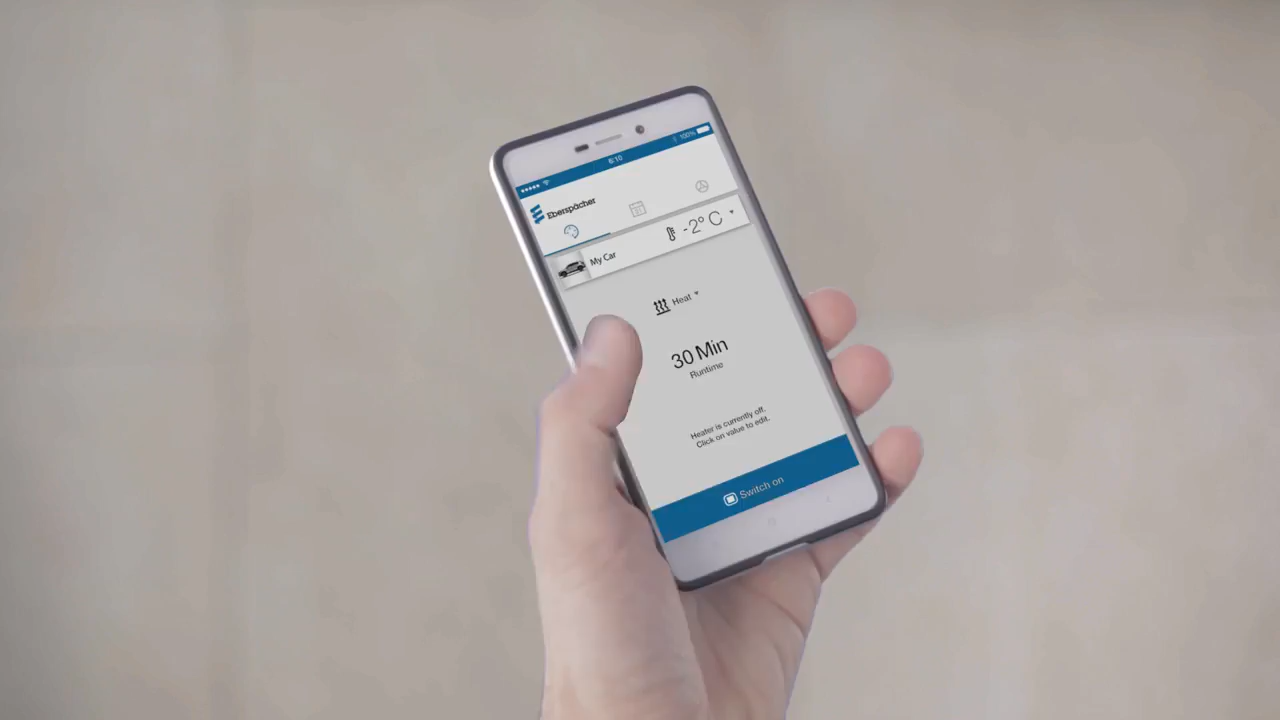 6:10
100%
Eberspächer
31
My Car
-2° C
Heat
30 Min
Runtime
Heater is currently off.
Click on value to edit.
Switch on